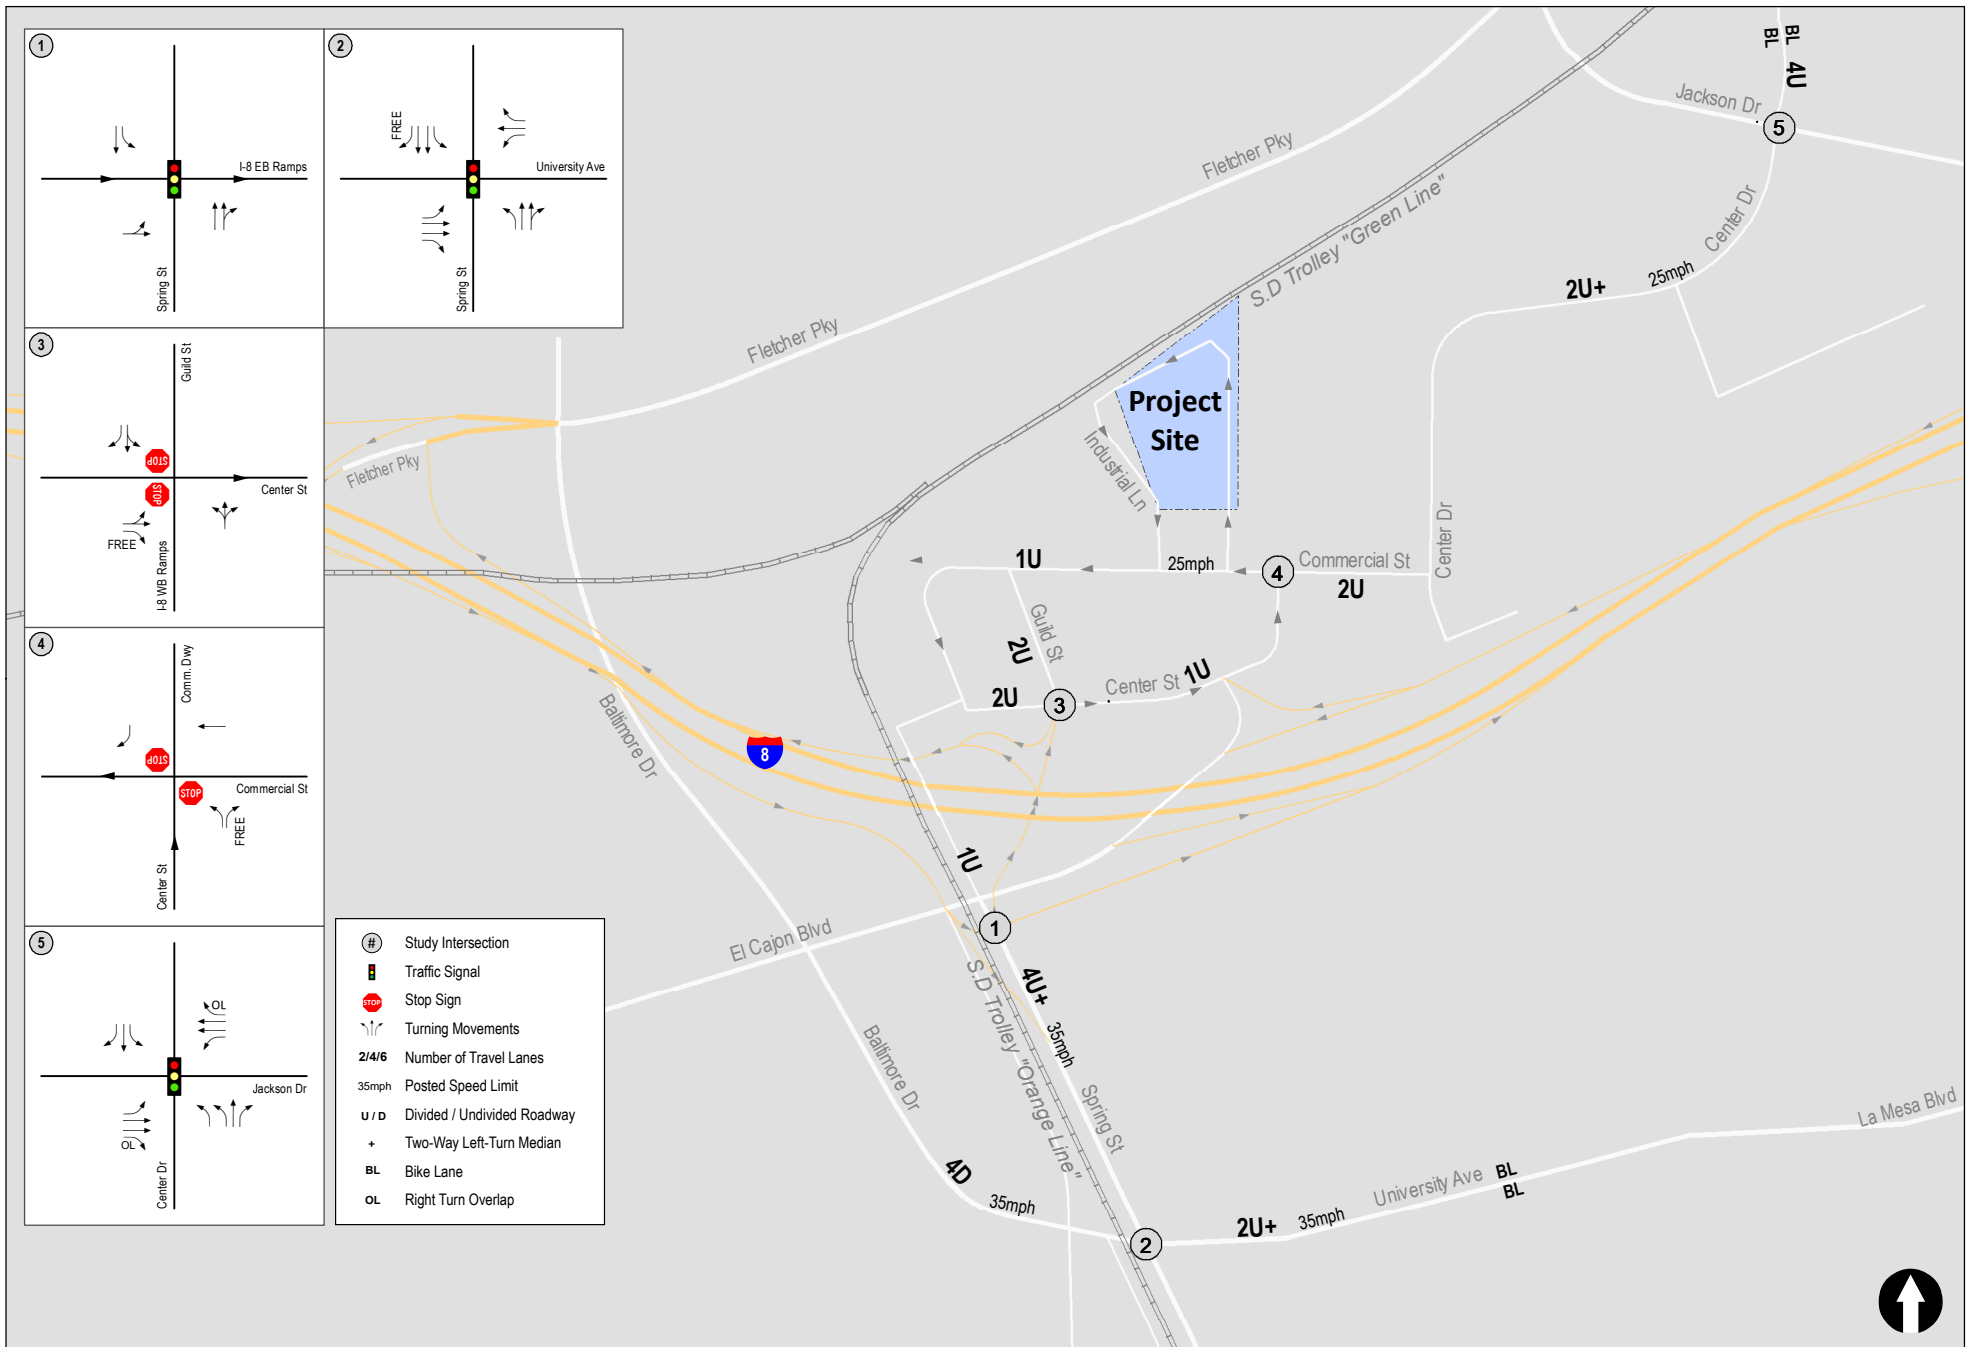 1
I-8 EB Ramps
Spring St
2
FREE
University Ave
Spring St
3
Guild St
STOP
STOP
Center St
FREE
I-8 WB Ramps
4
Comm. Dwy
STOP
STOP
Commercial St
FREE
Center St
5
OL
Jackson Dr
OL
Center Dr
# Study Intersection
Traffic Signal
STOP Stop Sign
Turning Movements
2/4/6 Number of Travel Lanes
35mph Posted Speed Limit
U / D Divided / Undivided Roadway
+ Two-Way Left-Turn Median
BL Bike Lane
OL Right Turn Overlap
BL
BL
4U
Jackson Dr
5
Fletcher Pky
S.D Trolley "Green Line"
Center Dr
25mph
2U+
Fletcher Pky
Project
Site
Fletcher Pky
Industrial Ln
1U
25mph
4
Commercial St
2U
Center Dr
Guild St
2U
2U
3
Center St
1U
Baltimore Dr
8
1U
El Cajon Blvd
1
4U+
35mph
S.D Trolley "Orange Line"
Spring St
Baltimore Dr
4D
35mph
2
2U+
35mph
University Ave
BL
BL
La Mesa Blvd